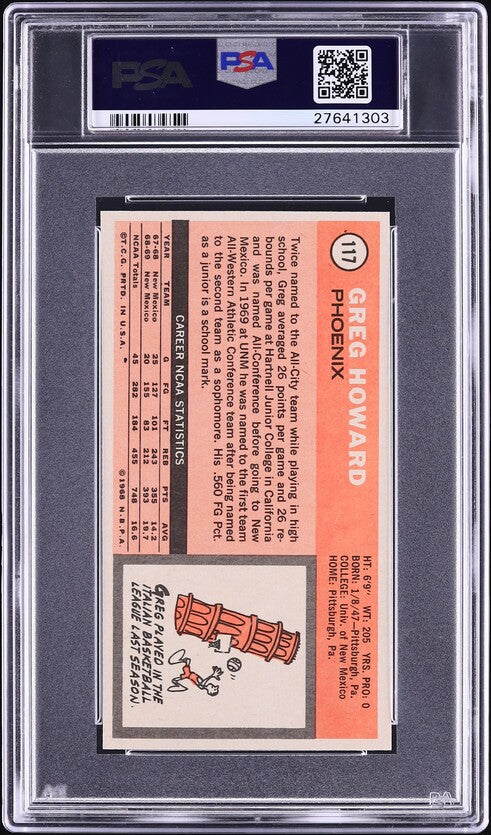 PSA
PSA
27641303
117
GREG HOWARD
PHOENIX
HT: 6'9" WT: 205 YRS. PRO: 0
BORN: 1/8/47—Pittsburgh, Pa.
COLLEGE: Univ. of New Mexico
HOME: Pittsburgh, Pa.
Twice named to the All-City team while playing in high
school, Greg averaged 26 points per game and 26 re-
bounds per game at Hartnell Junior College in California
and was named All-Conference before going to New
Mexico. In 1969 at UNM he was named to the first team
All-Western Athletic Conference team after being named
to the second team as a sophomore. His .560 FG Pct.
as a junior is a school mark.
CAREER NCAA STATISTICS
YEAR TEAM G FG FT REB PTS AVG
67-68 New Mexico 25 127 101 243 355 14.2
68-69 New Mexico 20 155 83 212 393 19.7
NCAA Totals 45 282 184 455 748 16.6
©T.C.G. PRTD. IN U.S.A. ©1968 N.B.P.A.
GREG PLAYED IN THE
ITALIAN BASKETBALL
LEAGUE LAST SEASON.